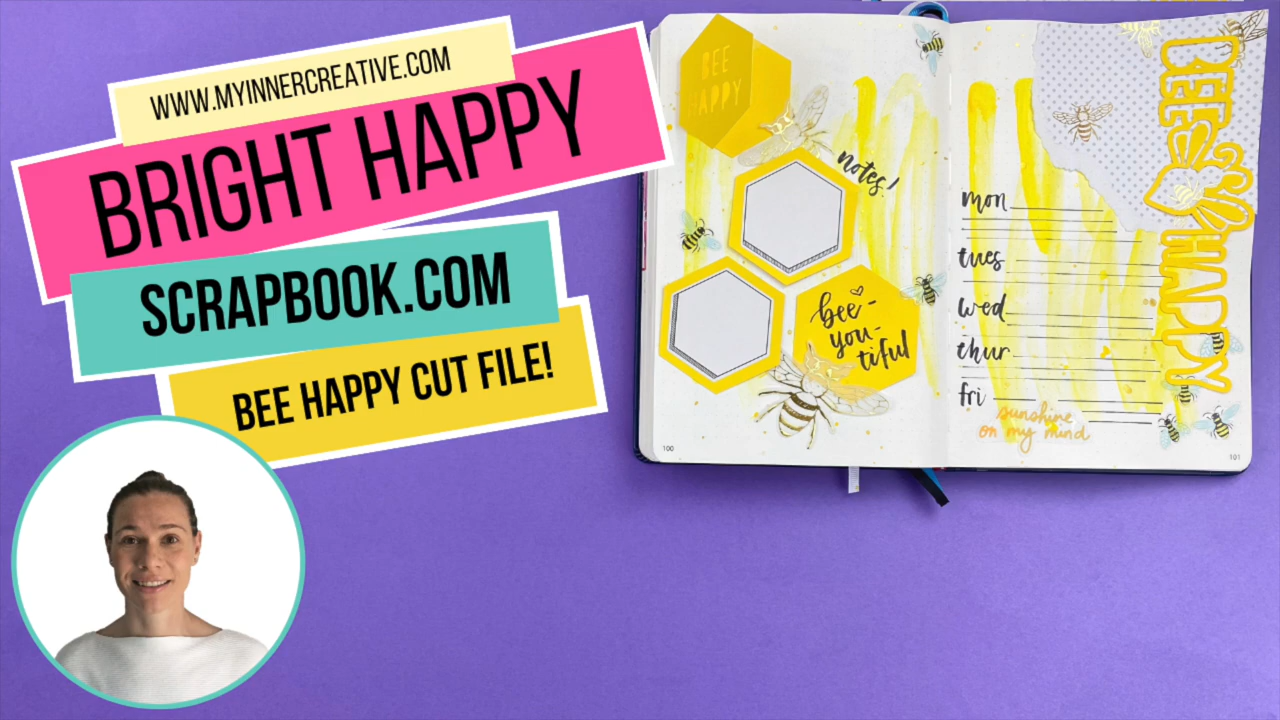 WWW.MYINNERCREATIVE.COM
BRIGHT HAPPY
SCRAPBOOK.COM
BEE HAPPY CUT FILE!
BEE
HAPPY
notes!
bee-
you-
tiful
100
BEE HAPPY
mon
tues
wed
thur
fri
sunshine
on my mind
101